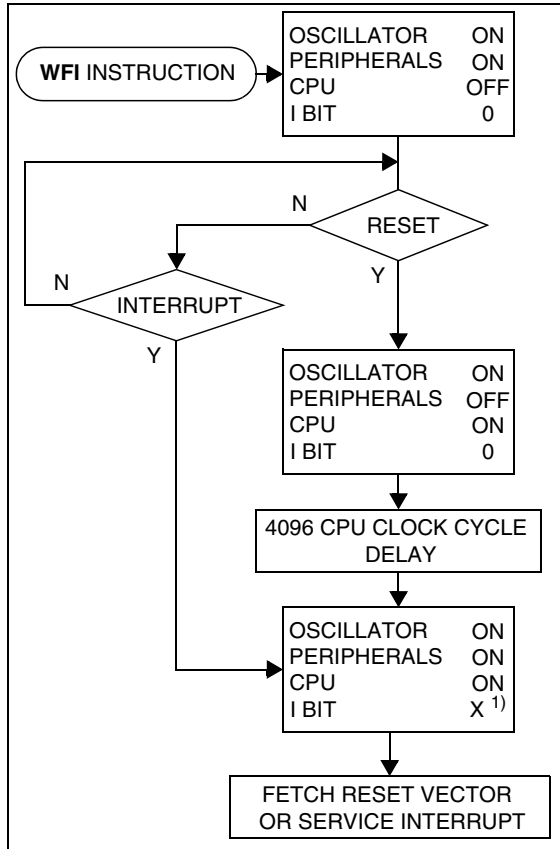 WFI INSTRUCTION
OSCILLATOR ON
PERIPHERALS ON
CPU OFF
I BIT 0
N
RESET
Y
N
INTERRUPT
Y
OSCILLATOR ON
PERIPHERALS OFF
CPU ON
I BIT 0
4096 CPU CLOCK CYCLE
DELAY
OSCILLATOR ON
PERIPHERALS ON
CPU ON
I BIT X 1)
FETCH RESET VECTOR
OR SERVICE INTERRUPT